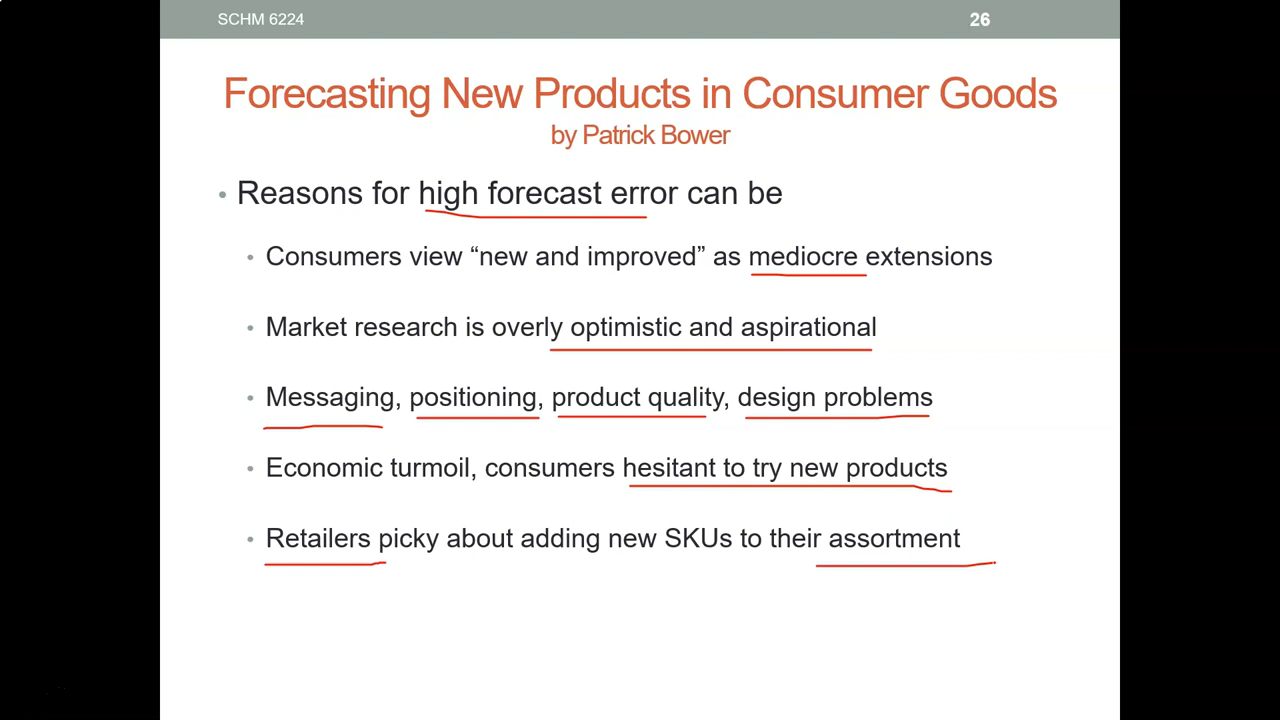 SCHM 6224
26
Forecasting New Products in Consumer Goods
by Patrick Bower
• Reasons for high forecast error can be
• Consumers view “new and improved” as mediocre extensions
• Market research is overly optimistic and aspirational
• Messaging, positioning, product quality, design problems
• Economic turmoil, consumers hesitant to try new products
• Retailers picky about adding new SKUs to their assortment